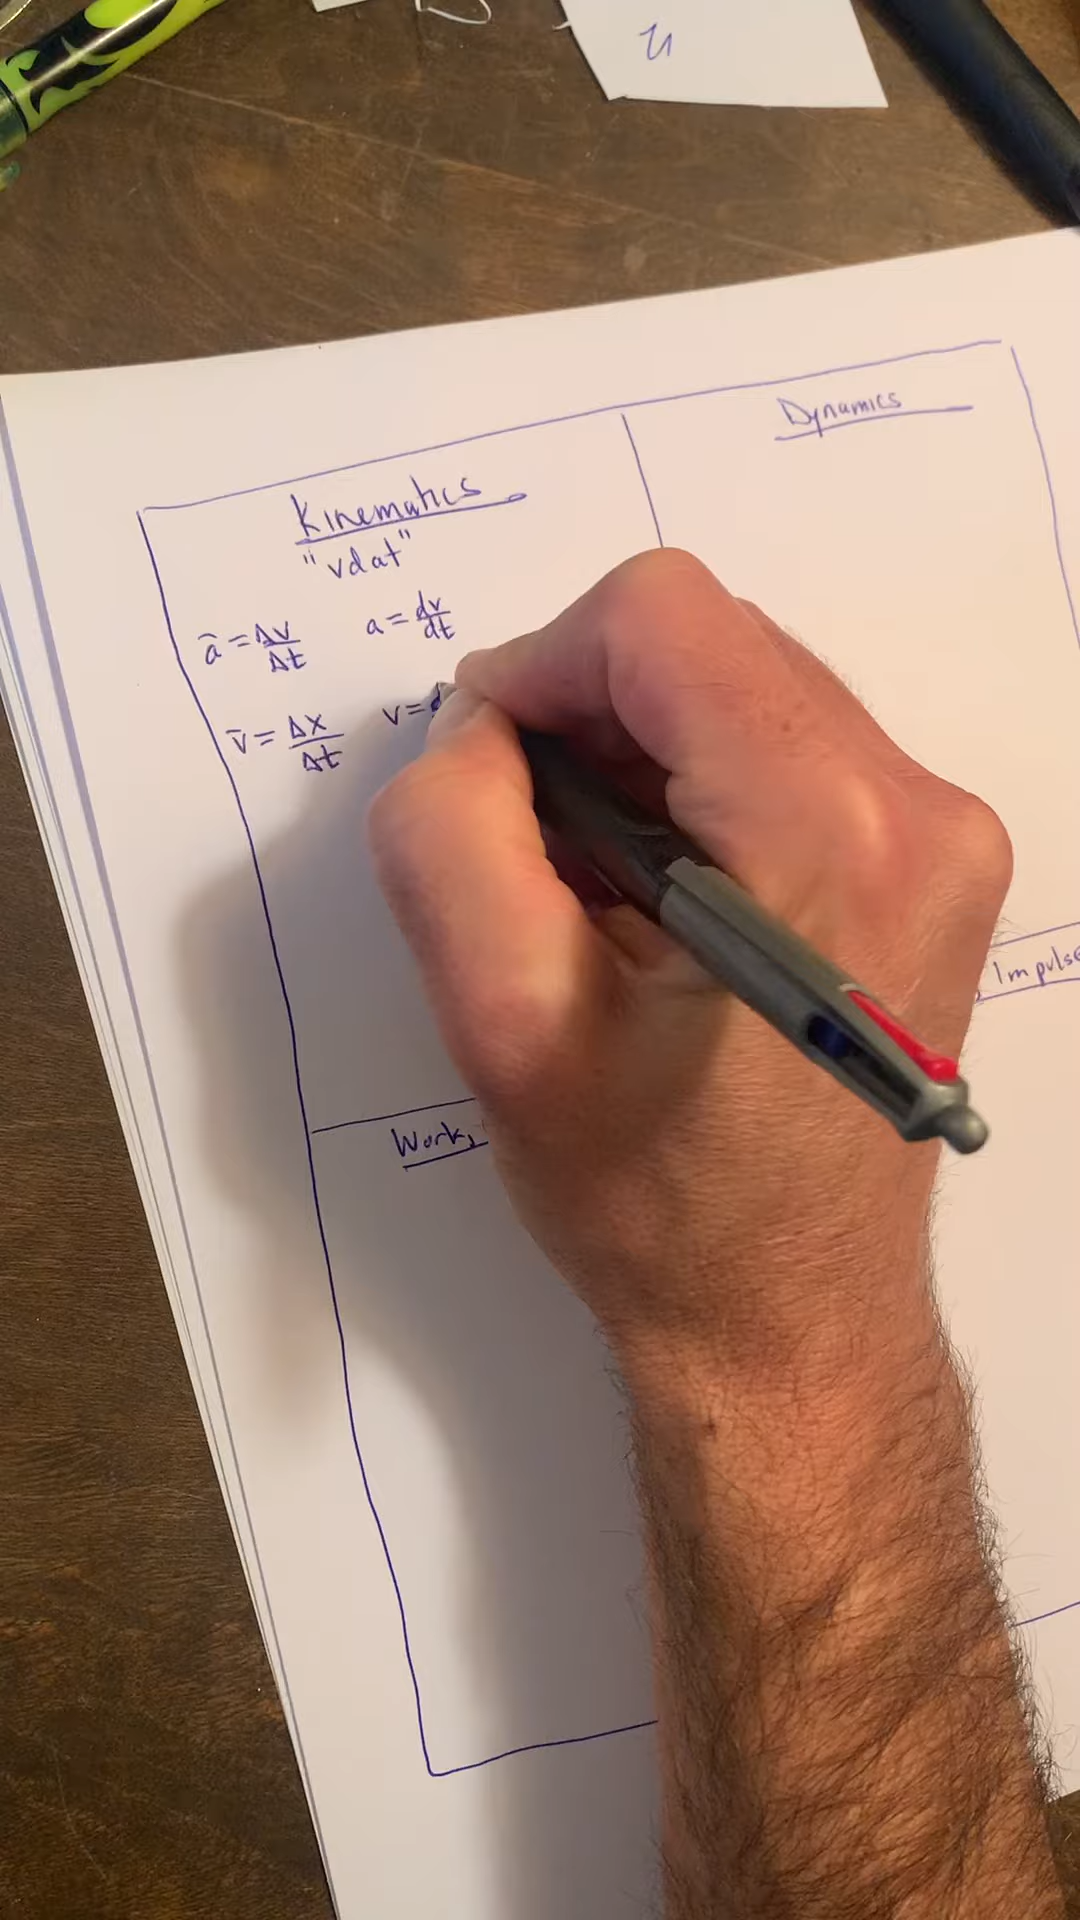 Kinematics
"vdat"
a̅ = Δv/Δt a = dv/dt
v̅ = Δx/Δt v = d
Dynamics
Impulse
Work,